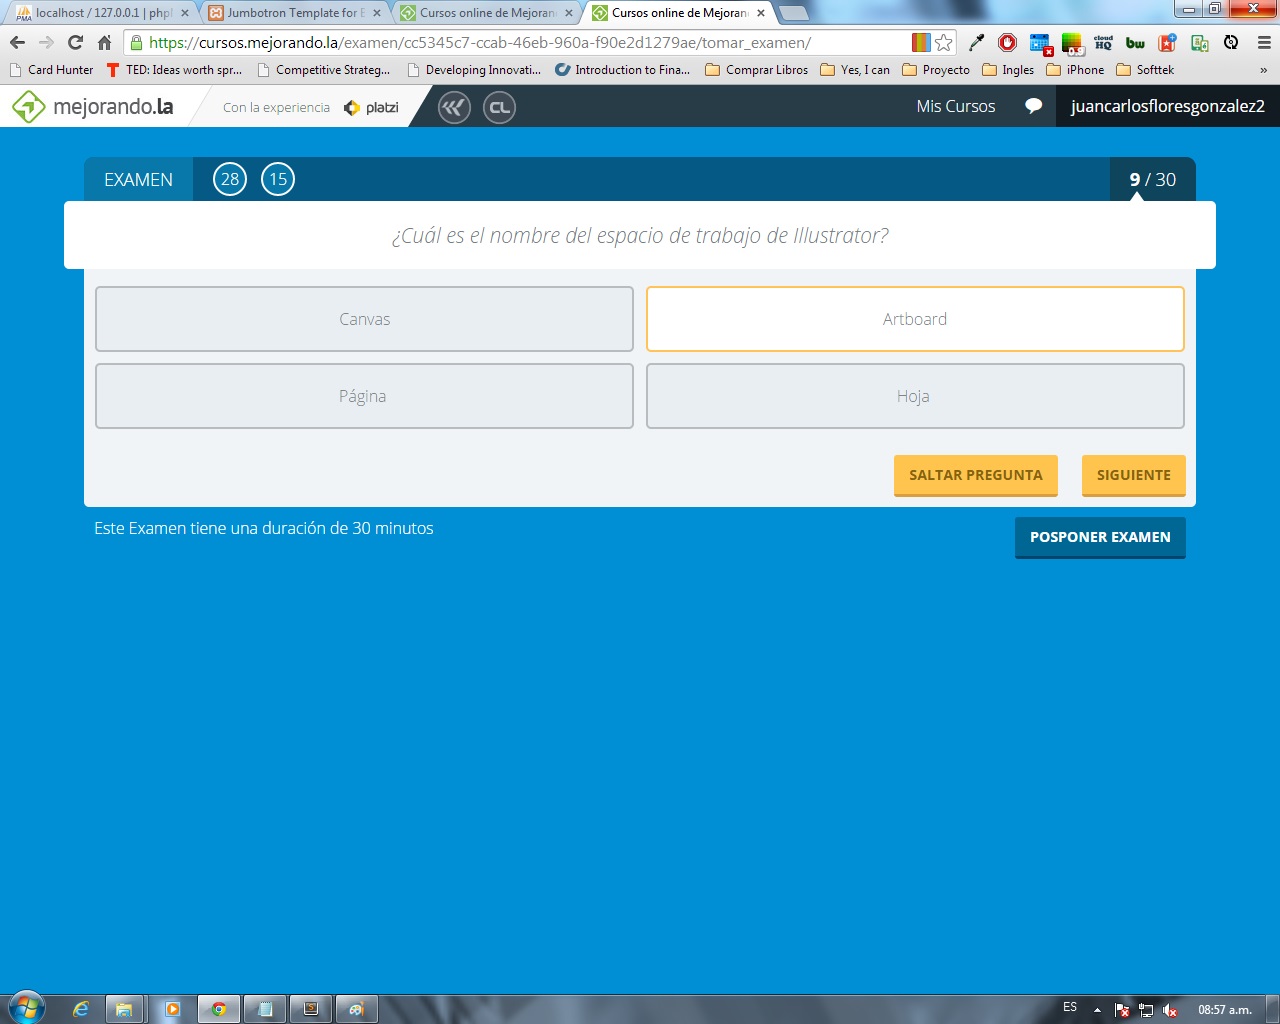 localhost / 127.0.0.1 | phpl
Jumbotron Template for B
Cursos online de Mejoran
Cursos online de Mejoran
https://cursos.mejorando.la/examen/cc5345c7-ccab-46eb-960a-f90e2d1279ae/tomar_examen/
Card Hunter
TED: Ideas worth spr...
Competitive Strateg...
Developing Innovati...
Introduction to Fina...
Comprar Libros
Yes, I can
Proyecto
Ingles
iPhone
Softtek
»
mejorando.la
Con la experiencia
platzi
CL
Mis Cursos
juancarlosfloresgonzalez2
EXAMEN
28
15
9 / 30
¿Cuál es el nombre del espacio de trabajo de Illustrator?
Canvas
Artboard
Página
Hoja
SALTAR PREGUNTA
SIGUIENTE
Este Examen tiene una duración de 30 minutos
POSPONER EXAMEN
ES
08:57 a.m.